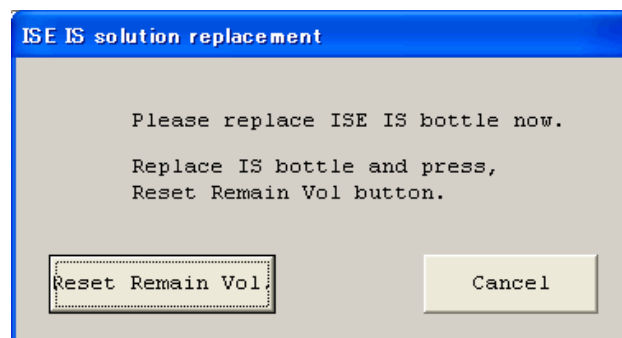 ISE IS solution replacement
Please replace ISE IS bottle now.
Replace IS bottle and press,
Reset Remain Vol button.
Reset Remain Vol.
Cancel